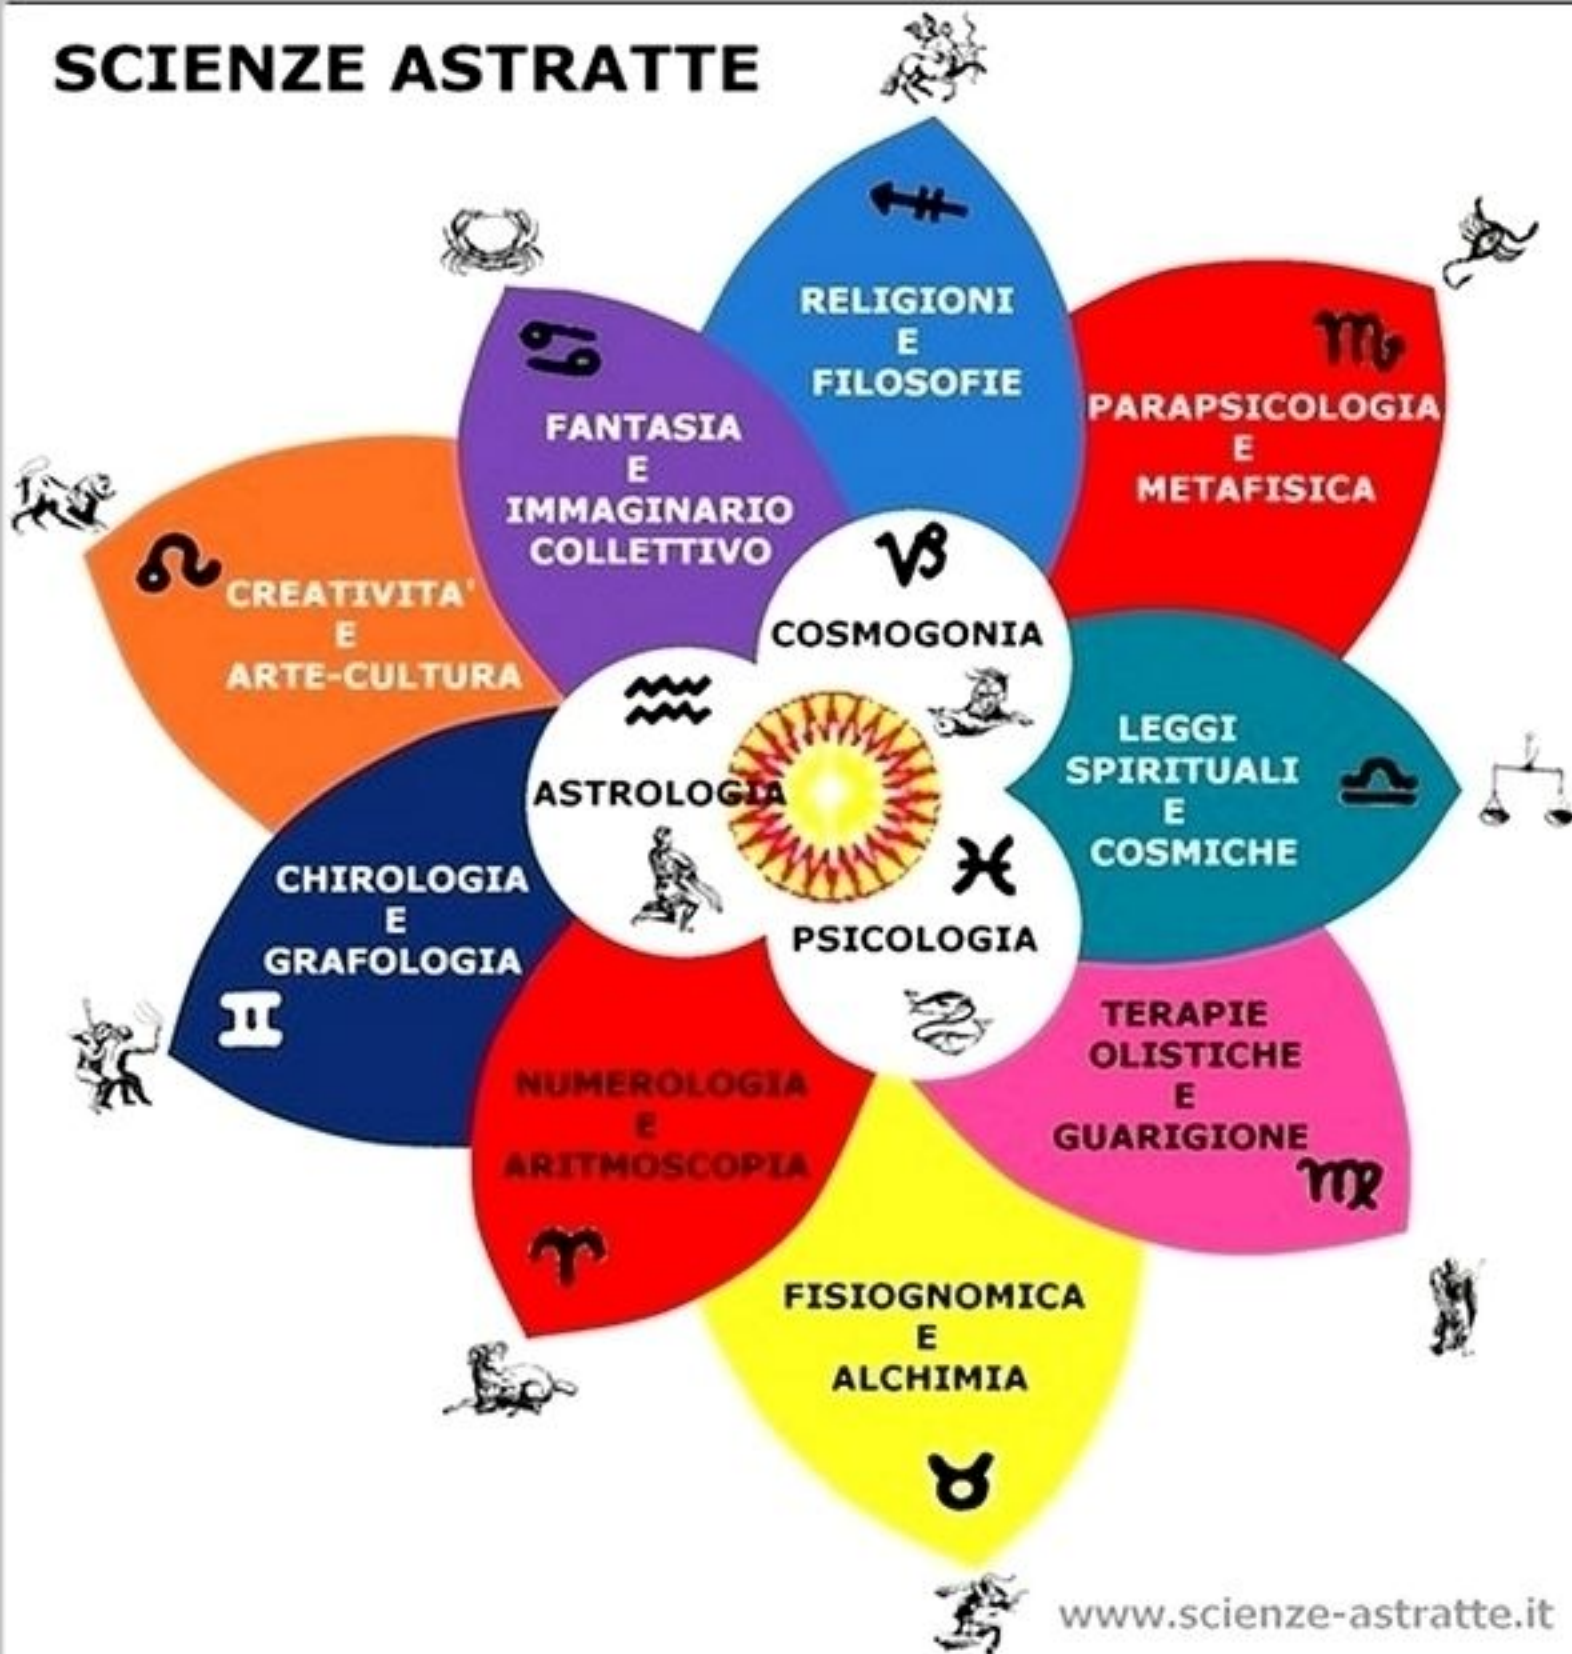 SCIENZE ASTRATTE
RELIGIONI
E
FILOSOFIE
PARAPSICOLOGIA
E
METAFISICA
FANTASIA
E
IMMAGINARIO
COLLETTIVO
CREATIVITA'
E
ARTE-CULTURA
COSMOGONIA
ASTROLOGIA
PSICOLOGIA
LEGGI
SPIRITUALI
E
COSMICHE
CHIROLOGIA
E
GRAFOLOGIA
NUMEROLOGIA
E
ARITMOSCOPIA
TERAPIE
OLISTICHE
E
GUARIGIONE
FISIOGNOMICA
E
ALCHIMIA
www.scienze-astratte.it